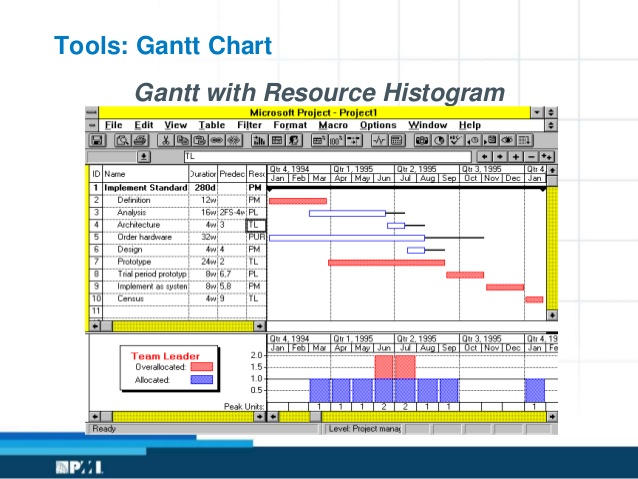 Tools: Gantt Chart
Gantt with Resource Histogram
Microsoft Project - Project1
File Edit View Table Filter Format Macro Options Window Help
TL
ID Name Duration Predec Resc
Qtr 4, 1994 Qtr 1, 1995 Qtr 2, 1995 Qtr 3, 1995 Qtr 4,
Jan Feb Mar Apr May Jun Jul Aug Sep Oct Nov Dec Jan
1 Implement Standard 280d PM
2 Definition 12w PM
3 Analysis 16w 2FS-4w PL
4 Architecture 4w 3 TL
5 Order hardware 32w PUR
6 Design 4w 4 PM
7 Prototype 24w 2 TL
8 Trial period prototyp 8w 6,7 PL
9 Implement as system 8w 5,8 PM
10 Census 4w 9 TL
11
Qtr 4, 1994 Qtr 1, 1995 Qtr 2, 1995 Qtr 3, 1995 Qtr 4, 1
Jan Feb Mar Apr May Jun Jul Aug Sep Oct Nov Dec Jan Fe
Team Leader
Overallocated:
Allocated:
2.0
1.5
1.0
0.5
Peak Units: 1 1 1 2 2 1 1 1
Ready Level: Project manag
PMI